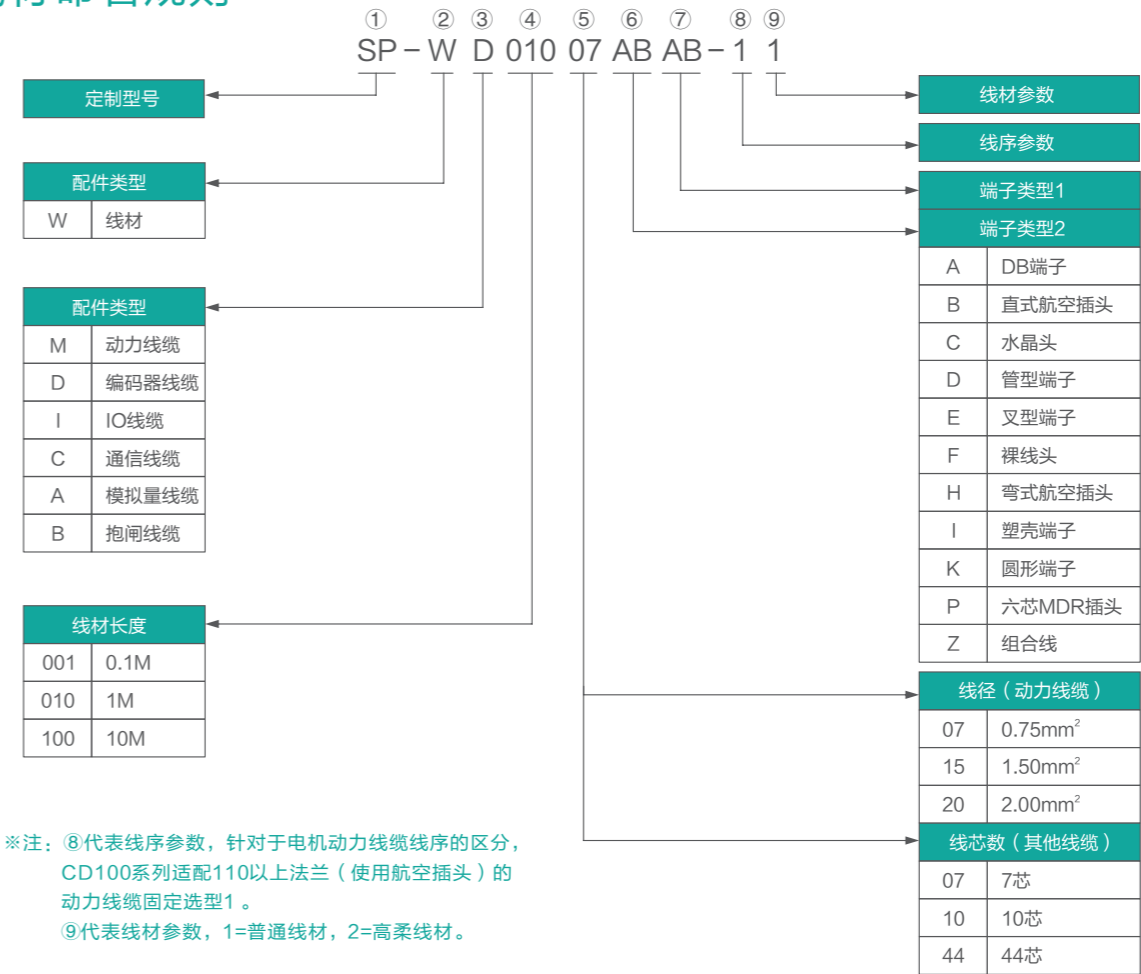 ① ② ③ ④ ⑤ ⑥ ⑦ ⑧ ⑨
SP-W D 010 07 AB AB-1 1
定制型号
配件类型
W 线材
配件类型
M 动力线缆
D 编码器线缆
I IO线缆
C 通信线缆
A 模拟量线缆
B 抱闸线缆
线材长度
001 0.1M
010 1M
100 10M
线材参数
线序参数
端子类型1
端子类型2
A DB端子
B 直式航空插头
C 水晶头
D 管型端子
E 叉型端子
F 裸线头
H 弯式航空插头
I 塑壳端子
K 圆形端子
P 六芯MDR插头
Z 组合线
线径（动力线缆）
07 0.75mm²
15 1.50mm²
20 2.00mm²
线芯数（其他线缆）
07 7芯
10 10芯
44 44芯
※注：⑧代表线序参数，针对于电机动力线缆线序的区分，
CD100系列适配110以上法兰（使用航空插头）的
动力线缆固定选型1。
⑨代表线材参数，1=普通线材，2=高柔线材。